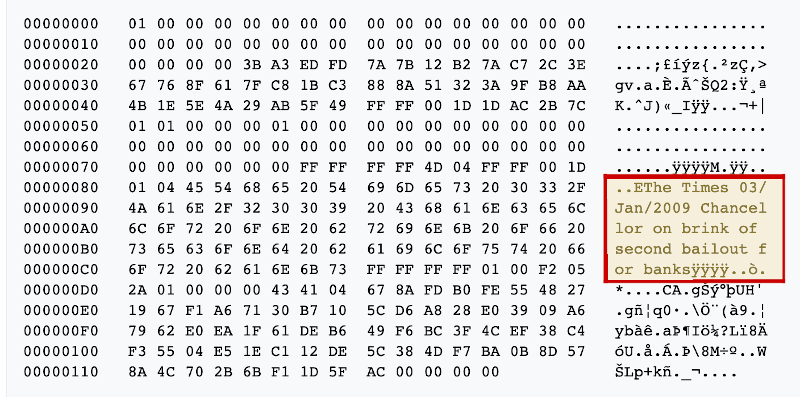 00000000 01 00 00 00 00 00 00 00 00 00 00 00 00 00 00 00 ................
00000010 00 00 00 00 00 00 00 00 00 00 00 00 00 00 00 00 ................
00000020 00 00 00 00 3B A3 ED FD 7A 7B 12 B2 7A C7 2C 3E ....;£íýz{.²zÇ,>
00000030 67 76 8F 61 7F C8 1B C3 88 8A 51 32 3A 9F B8 AA gv.a.È.ÃˆŠQ2:Ÿ¸ª
00000040 4B 1E 5E 4A 29 AB 5F 49 FF FF 00 1D 1D AC 2B 7C K.^J)«_Iÿÿ...¬+|
00000050 01 01 00 00 00 01 00 00 00 00 00 00 00 00 00 00 ................
00000060 00 00 00 00 00 00 00 00 00 00 00 00 00 00 00 00 ................
00000070 00 00 00 00 00 00 FF FF FF FF 4D 04 FF FF 00 1D ......ÿÿÿÿM.ÿÿ..
00000080 01 04 45 54 68 65 20 54 69 6D 65 73 20 30 33 2F ..EThe Times 03/
00000090 4A 61 6E 2F 32 30 30 39 20 43 68 61 6E 63 65 6C Jan/2009 Chancel
000000A0 6C 6F 72 20 6F 6E 20 62 72 69 6E 6B 20 6F 66 20 lor on brink of
000000B0 73 65 63 6F 6E 64 20 62 61 69 6C 6F 75 74 20 66 second bailout f
000000C0 6F 72 20 62 61 6E 6B 73 FF FF FF FF 01 00 F2 05 or banksÿÿÿÿ..ò.
000000D0 2A 01 00 00 00 43 41 04 67 8A FD B0 FE 55 48 27 *....CA.gŠý°þUH'
000000E0 19 67 F1 A6 71 30 B7 10 5C D6 A8 28 E0 39 09 A6 .gñ¦q0·.\Ö¨(à9.¦
000000F0 79 62 E0 EA 1F 61 DE B6 49 F6 BC 3F 4C EF 38 C4 ybàê.aÞ¶Iö¼?Lï8Ä
00000100 F3 55 04 E5 1E C1 12 DE 5C 38 4D F7 BA 0B 8D 57 óU.å.Á.Þ\8M÷º..W
00000110 8A 4C 70 2B 6B F1 1D 5F AC 00 00 00 00 ŠLp+kñ._¬....